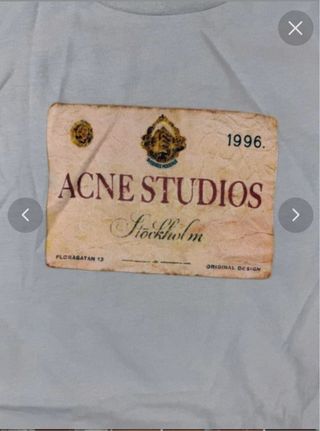 1996.
ACNE STUDIOS
Stockholm
FLORAGATAN 13
ORIGINAL DESIGN